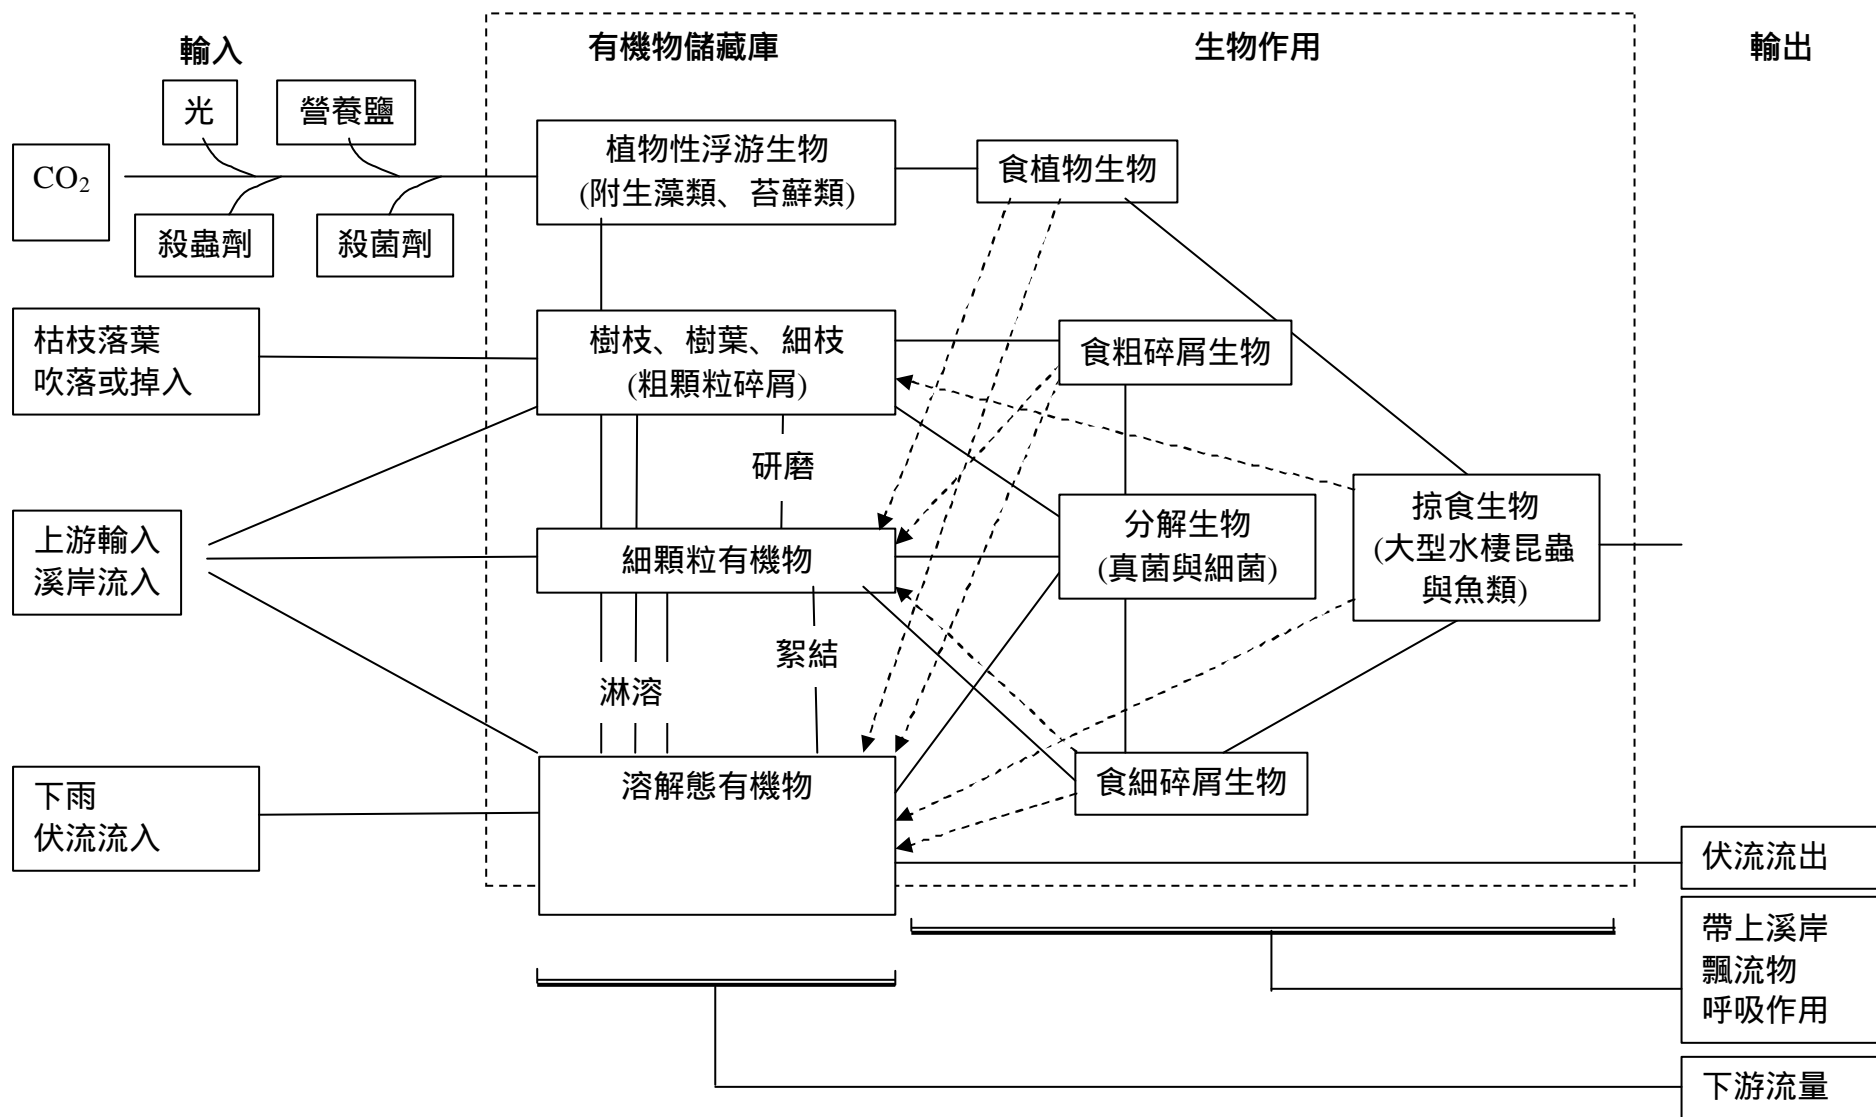 輸入
有機物儲藏庫
生物作用
輸出
光
營養鹽
CO₂
殺蟲劑
殺菌劑
植物性浮游生物
(附生藻類、苔蘚類)
食植物生物
枯枝落葉
吹落或掉入
樹枝、樹葉、細枝
(粗顆粒碎屑)
食粗碎屑生物
研磨
上游輸入
溪岸流入
細顆粒有機物
分解生物
(真菌與細菌)
掠食生物
(大型水棲昆蟲
與魚類)
絮結
淋溶
下雨
伏流流入
溶解態有機物
食細碎屑生物
伏流流出
帶上溪岸
飄流物
呼吸作用
下游流量